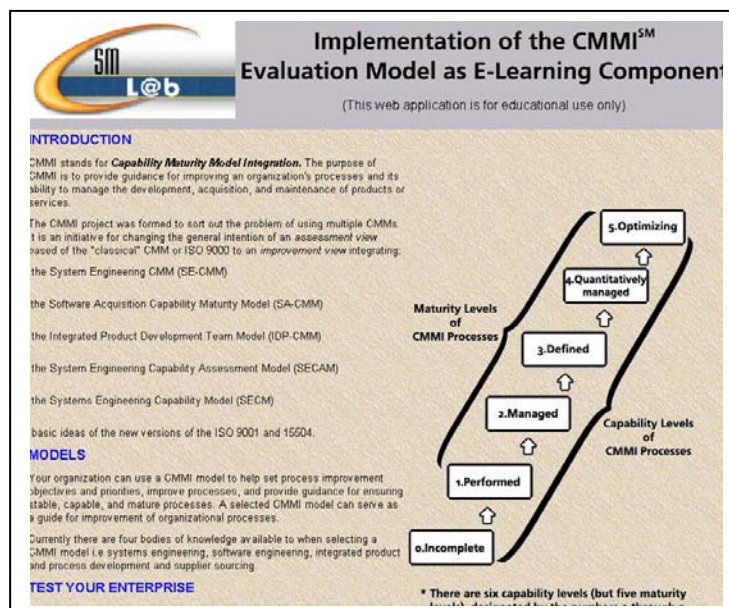 SM
L@b
Implementation of the CMMI℠
Evaluation Model as E-Learning Component
(This web application is for educational use only)
INTRODUCTION
CMMI stands for Capability Maturity Model Integration. The purpose of
CMMI is to provide guidance for improving an organization's processes and its
ability to manage the development, acquisition, and maintenance of products or
services.
The CMMI project was formed to sort out the problem of using multiple CMMs.
It is an initiative for changing the general intention of an assessment view
based of the "classical" CMM or ISO 9000 to an improvement view integrating:
the System Engineering CMM (SE-CMM)
the Software Acquisition Capability Maturity Model (SA-CMM)
the Integrated Product Development Team Model (IDP-CMM)
the System Engineering Capability Assessment Model (SECAM)
the Systems Engineering Capability Model (SECM)
basic ideas of the new versions of the ISO 9001 and 15504.
MODELS
Your organization can use a CMMI model to help set process improvement
objectives and priorities, improve processes, and provide guidance for ensuring
stable, capable, and mature processes. A selected CMMI model can serve as
a guide for improvement of organizational processes.
Currently there are four bodies of knowledge available to when selecting a
CMMI model i.e systems engineering, software engineering, integrated product
and process development and supplier sourcing.
TEST YOUR ENTERPRISE
5.Optimizing
4.Quantitatively
managed
Maturity Levels
of
CMMI Processes
3.Defined
2.Managed
Capability Levels
of
CMMI Processes
1.Performed
0.Incomplete
* There are six capability levels (but five maturity
levels), designated by the numbers 0 through